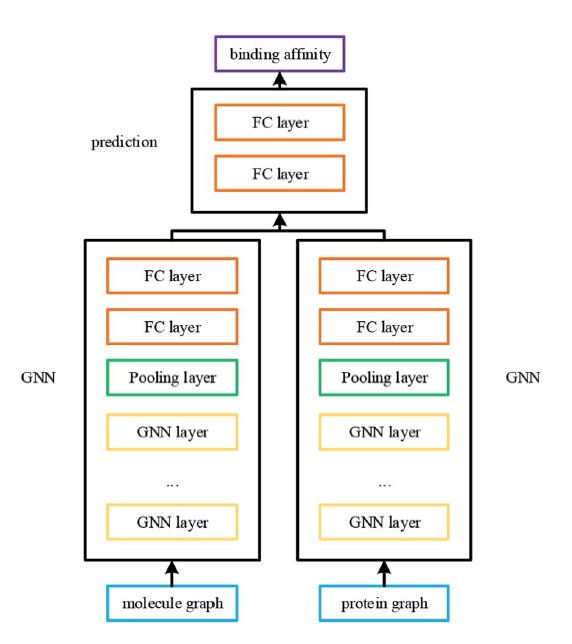 binding affinity
FC layer
prediction
FC layer
FC layer
FC layer
FC layer
FC layer
GNN
Pooling layer
Pooling layer
GNN
GNN layer
GNN layer
...
...
GNN layer
GNN layer
molecule graph
protein graph